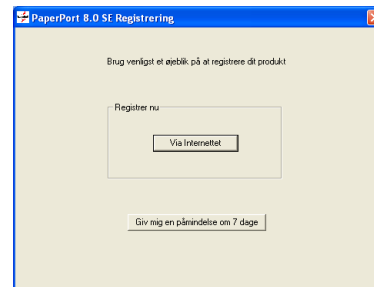 PaperPort 8.0 SE Registrering
Brug venligst et øjeblik på at registrere dit produkt
Registrer nu
Via Internettet
Giv mig en påmindelse om 7 dage